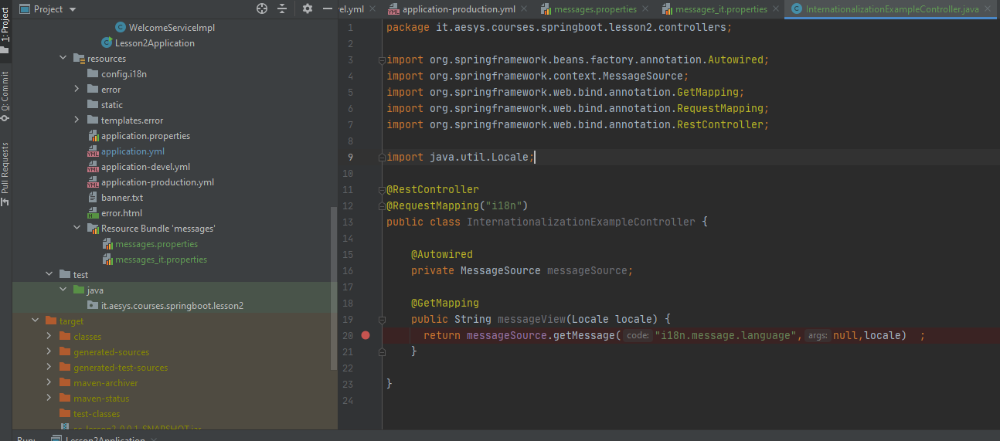 Project
vel.yml
application-production.yml
messages.properties
messages_it.properties
InternationalizationExampleController.java
1: Project
0: Commit
Pull Requests
WelcomeServiceImpl
Lesson2Application
resources
config.i18n
error
static
templates.error
application.properties
application.yml
application-devel.yml
application-production.yml
banner.txt
error.html
Resource Bundle 'messages'
messages.properties
messages_it.properties
test
java
it.aesys.courses.springboot.lesson2
target
classes
generated-sources
generated-test-sources
maven-archiver
maven-status
test-classes
Run:
Lesson2Application
1 package it.aesys.courses.springboot.lesson2.controllers;
2
3 import org.springframework.beans.factory.annotation.Autowired;
4 import org.springframework.context.MessageSource;
5 import org.springframework.web.bind.annotation.GetMapping;
6 import org.springframework.web.bind.annotation.RequestMapping;
7 import org.springframework.web.bind.annotation.RestController;
8
9 import java.util.Locale;
10
11 @RestController
12 @RequestMapping("i18n")
13 public class InternationalizationExampleController {
14
15 @Autowired
16 private MessageSource messageSource;
17
18 @GetMapping
19 public String messageView(Locale locale) {
20 return messageSource.getMessage( code: "i18n.message.language", args: null,locale) ;
21 }
22
23 }
24